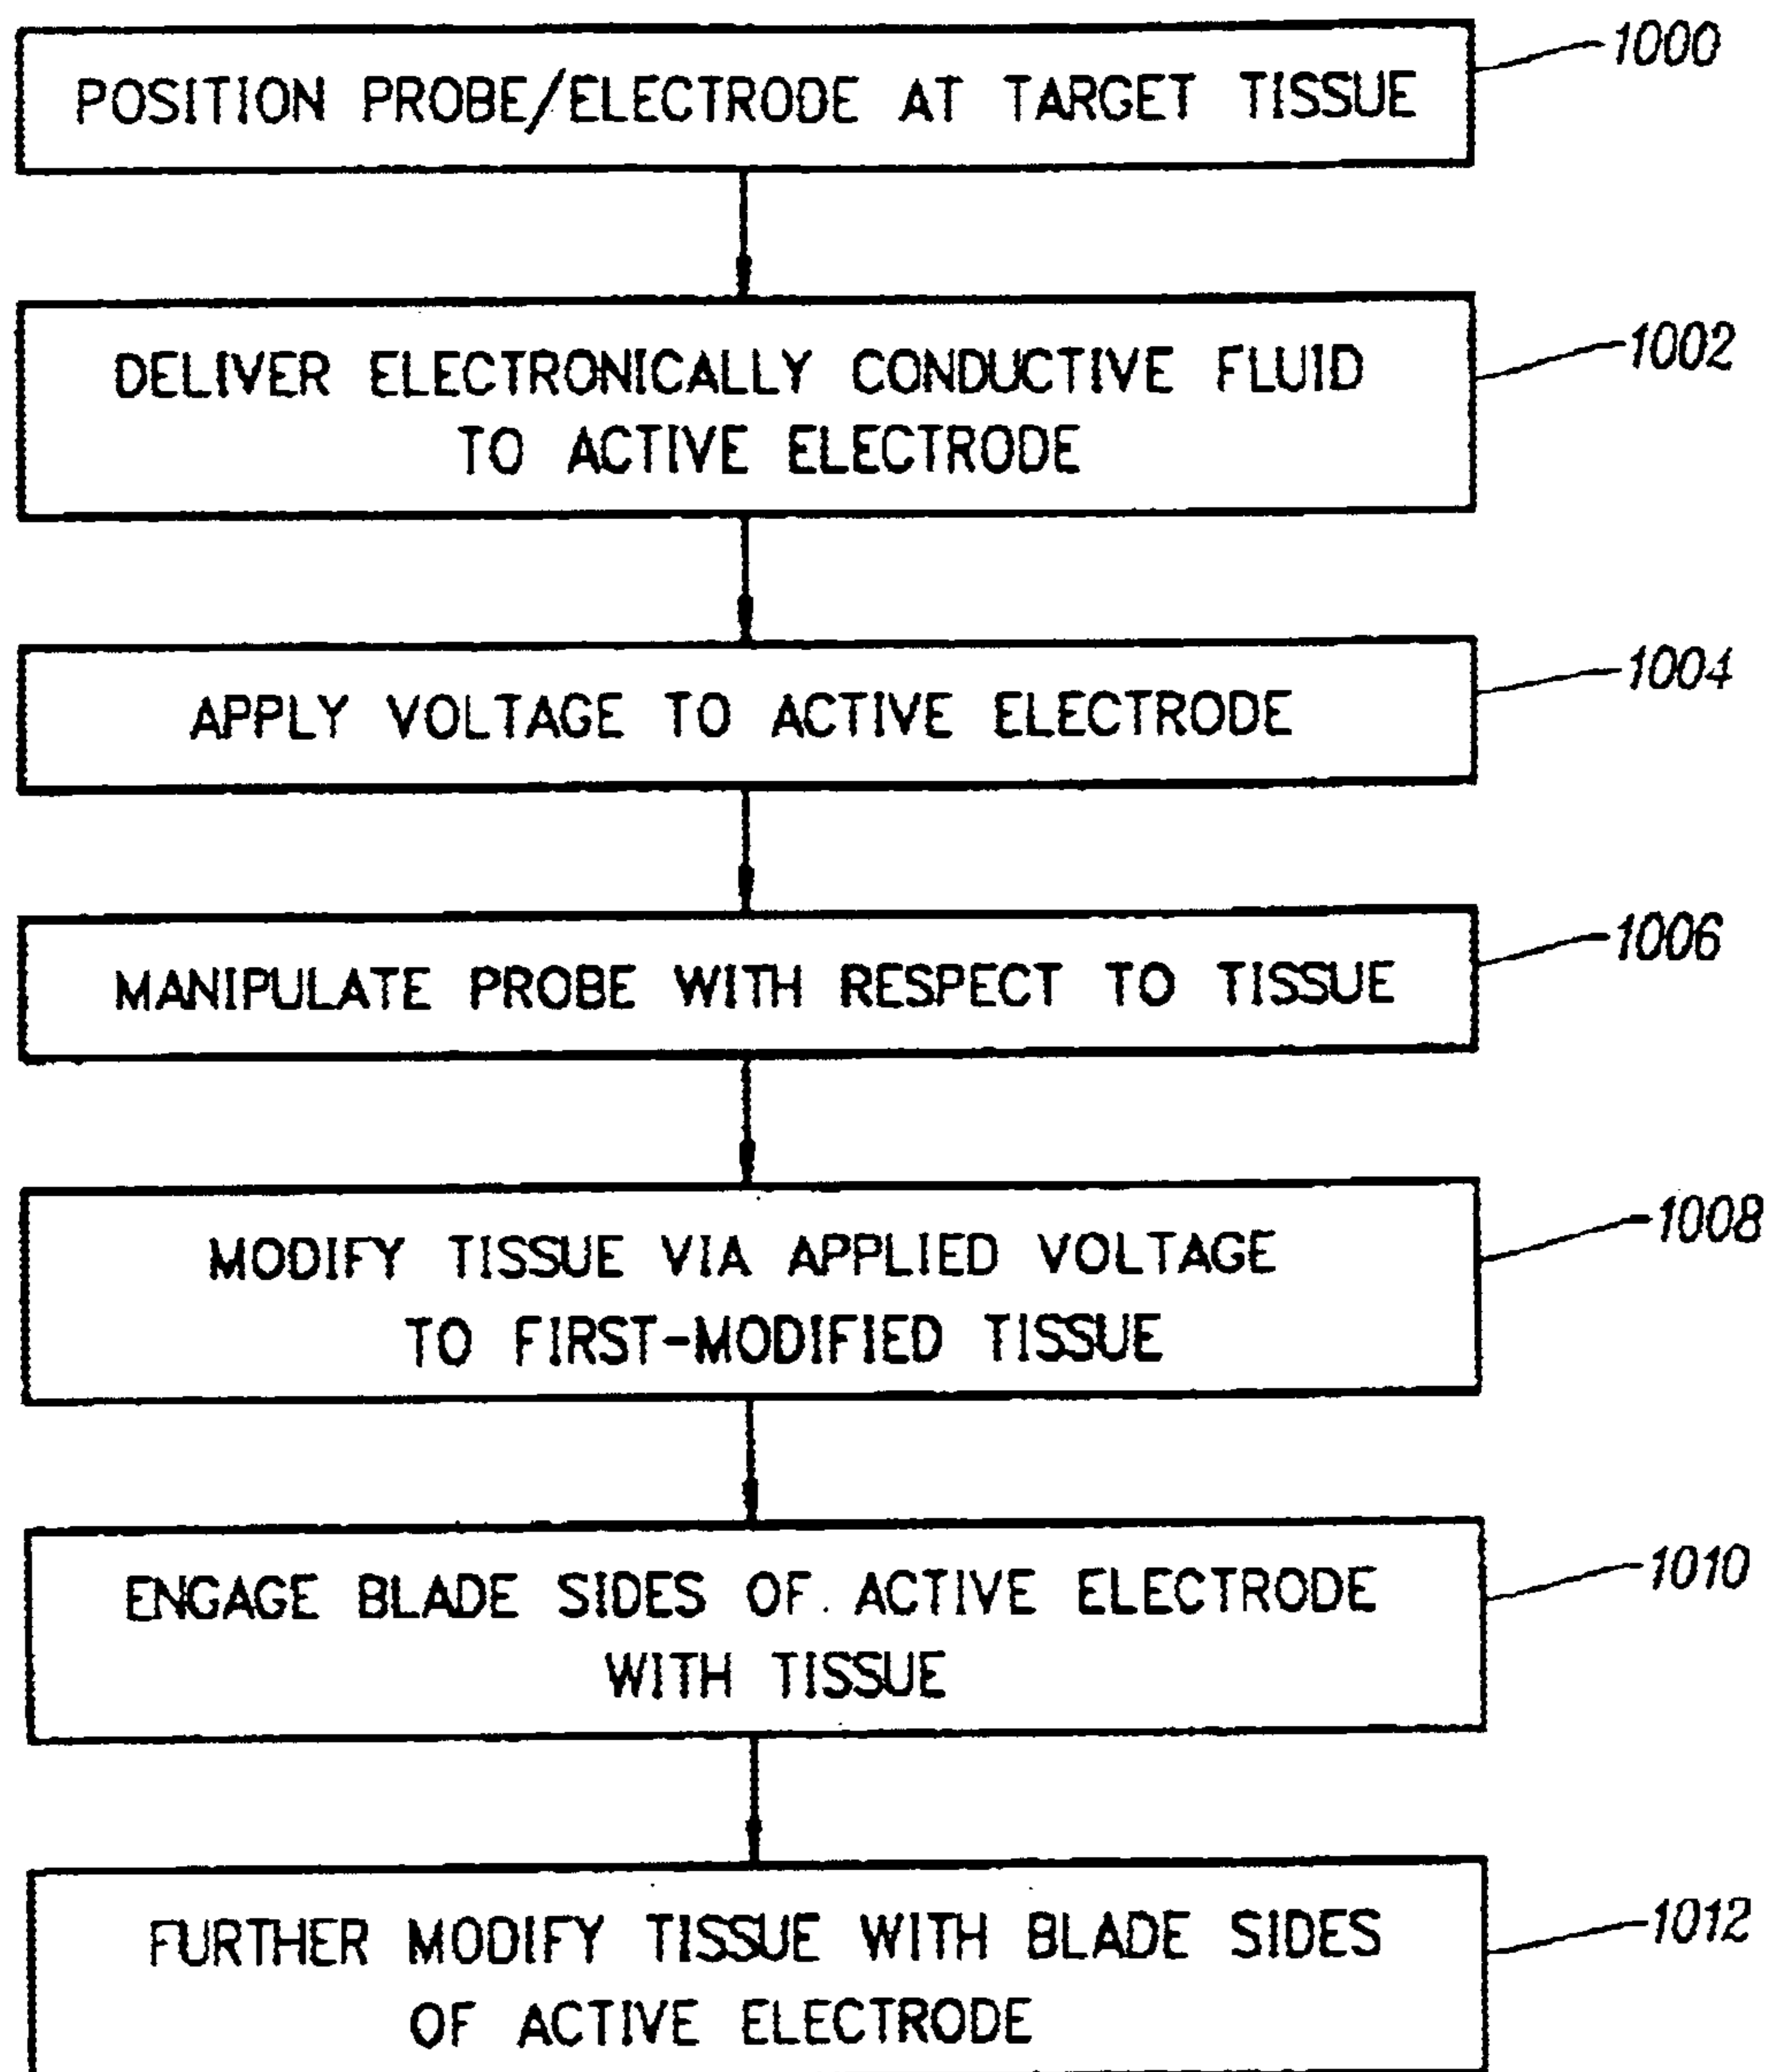 POSITION PROBE/ELECTRODE AT TARGET TISSUE
1000
DELIVER ELECTRONICALLY CONDUCTIVE FLUID
TO ACTIVE ELECTRODE
1002
APPLY VOLTAGE TO ACTIVE ELECTRODE
1004
MANIPULATE PROBE WITH RESPECT TO TISSUE
1006
MODIFY TISSUE VIA APPLIED VOLTAGE
TO FIRST-MODIFIED TISSUE
1008
ENGAGE BLADE SIDES OF ACTIVE ELECTRODE
WITH TISSUE
1010
FURTHER MODIFY TISSUE WITH BLADE SIDES
OF ACTIVE ELECTRODE
1012